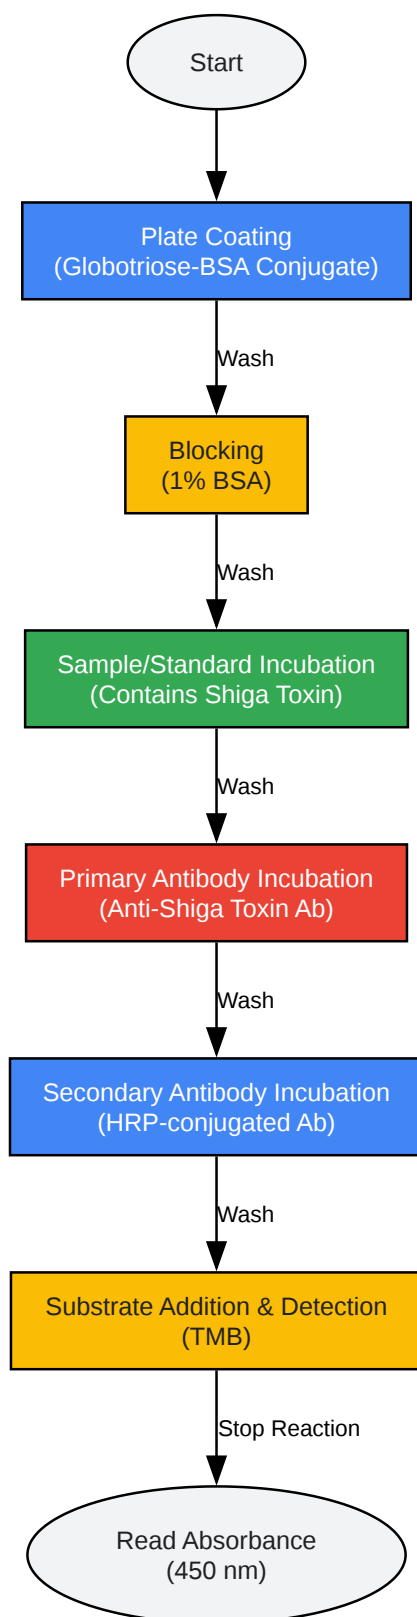 Start
Plate Coating
(Globotriose-BSA Conjugate)
Wash
Blocking
(1% BSA)
Wash
Sample/Standard Incubation
(Contains Shiga Toxin)
Wash
Primary Antibody Incubation
(Anti-Shiga Toxin Ab)
Wash
Secondary Antibody Incubation
(HRP-conjugated Ab)
Wash
Substrate Addition & Detection
(TMB)
Stop Reaction
Read Absorbance
(450 nm)